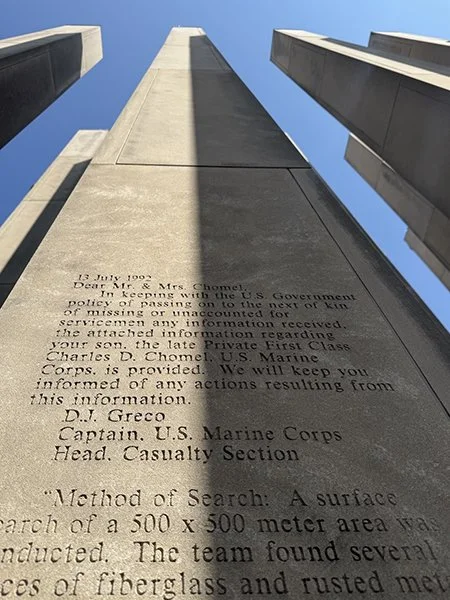 13 July 1992
Dear Mr. & Mrs. Chomel,
In keeping with the U.S. Government
policy of passing on to the next of kin
of missing or unaccounted for
servicemen any information received,
the attached information regarding
your son, the late Private First Class
Charles D. Chomel, U.S. Marine
Corps, is provided. We will keep you
informed of any actions resulting from
this information.
D.J. Greco
Captain, U.S. Marine Corps
Head, Casualty Section
"Method of Search: A surface
earch of a 500 x 500 meter area was
nducted. The team found several
ces of fiberglass and rusted met